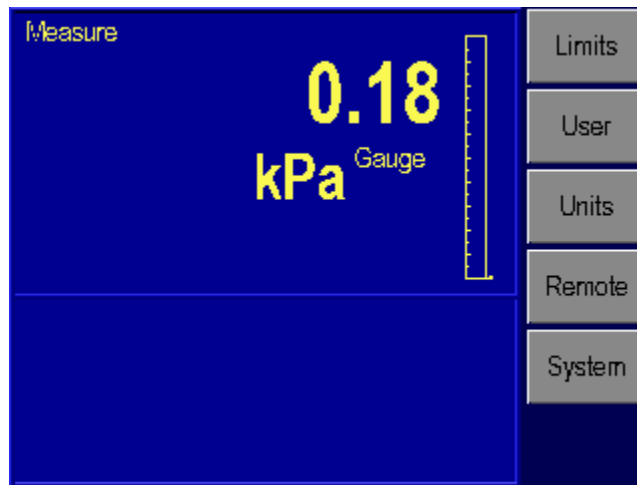 Measure
0.18
kPa Gauge
Limits
User
Units
Remote
System